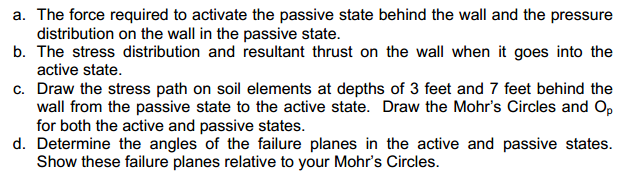 a. The force required to activate the passive state behind the wall and the pressure
distribution on the wall in the passive state.
b. The stress distribution and resultant thrust on the wall when it goes into the
active state.
c. Draw the stress path on soil elements at depths of 3 feet and 7 feet behind the
wall from the passive state to the active state. Draw the Mohr's Circles and Op
for both the active and passive states.
d. Determine the angles of the failure planes in the active and passive states.
Show these failure planes relative to your Mohr's Circles.